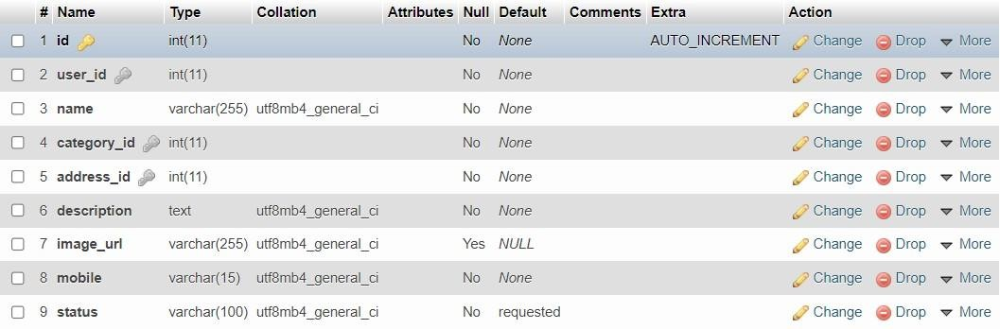 # Name Type Collation Attributes Null Default Comments Extra Action
1 id int(11) No None AUTO_INCREMENT Change Drop More
2 user_id int(11) No None Change Drop More
3 name varchar(255) utf8mb4_general_ci No None Change Drop More
4 category_id int(11) No None Change Drop More
5 address_id int(11) No None Change Drop More
6 description text utf8mb4_general_ci No None Change Drop More
7 image_url varchar(255) utf8mb4_general_ci Yes NULL Change Drop More
8 mobile varchar(15) utf8mb4_general_ci No None Change Drop More
9 status varchar(100) utf8mb4_general_ci No requested Change Drop More